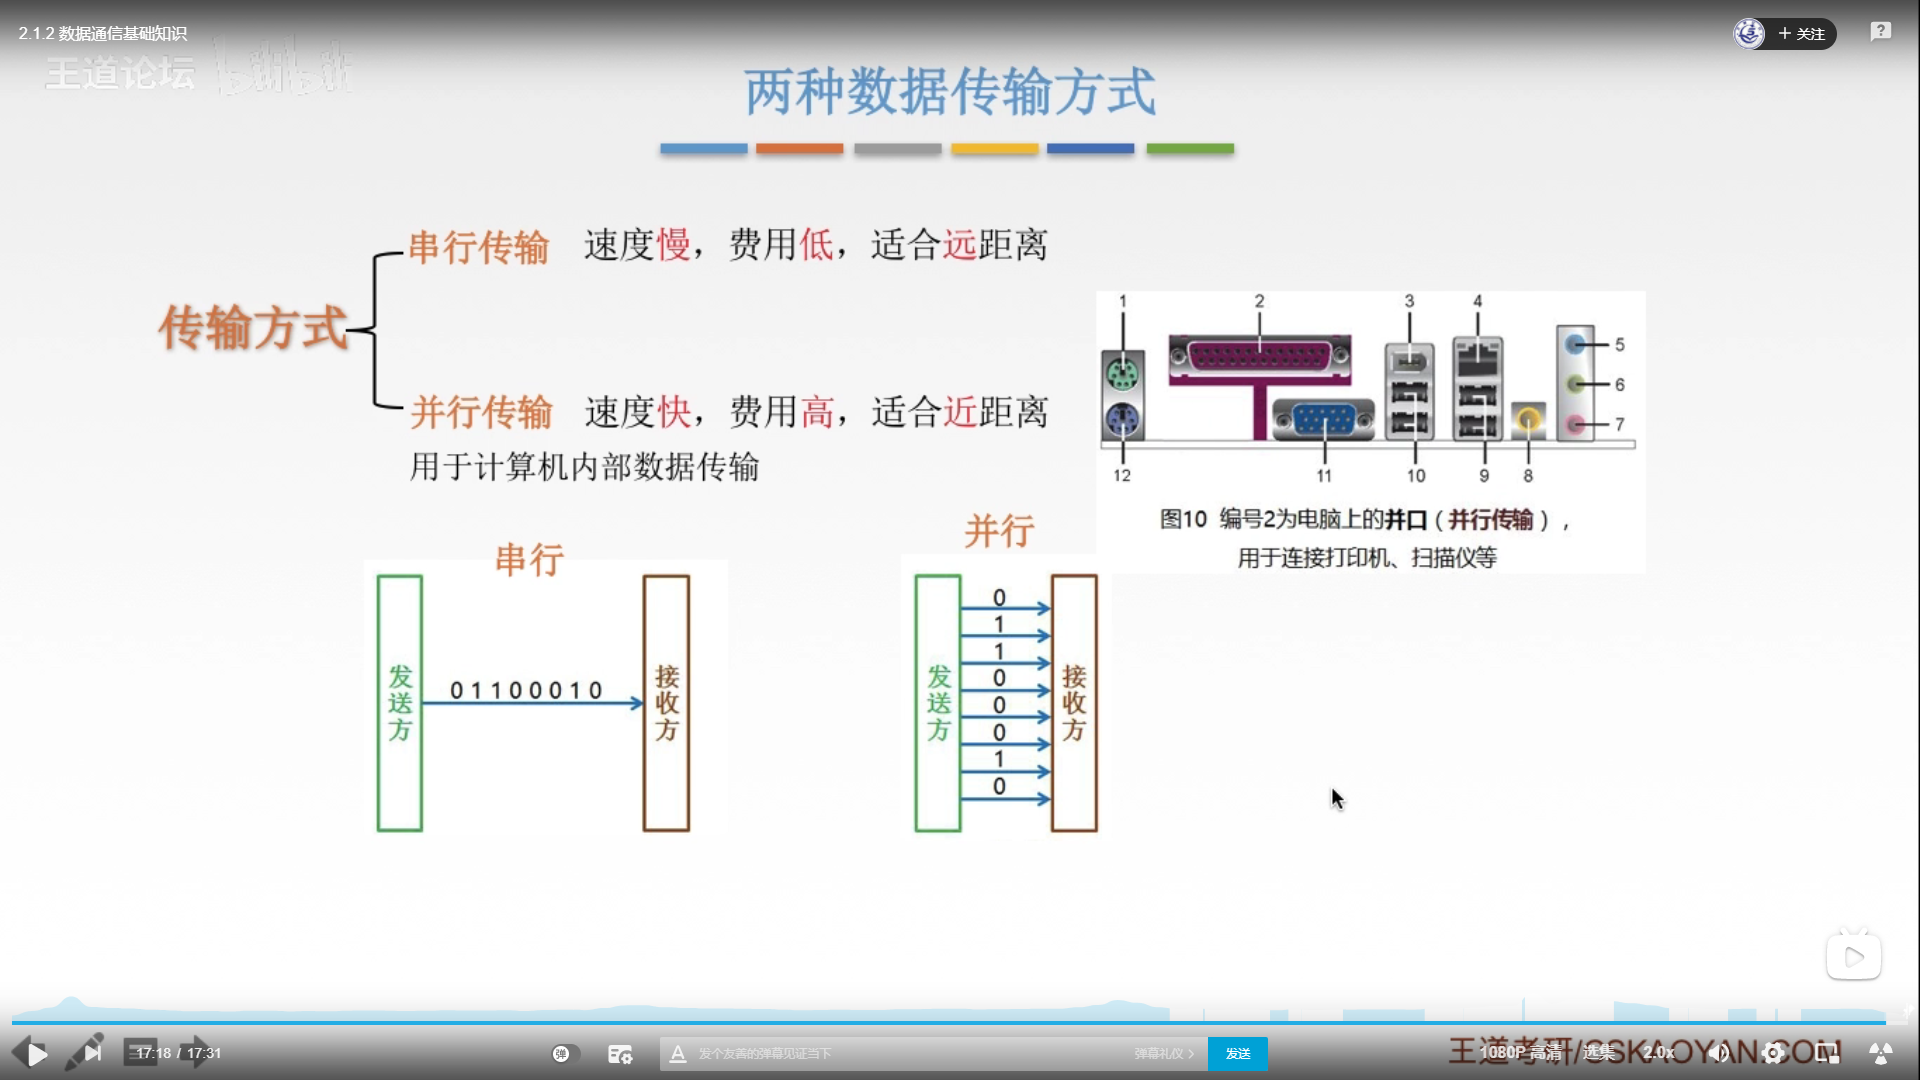 2.1.2 数据通信基础知识
+ 关注
?
王道论坛 bilibili
两种数据传输方式
串行传输 速度慢，费用低，适合远距离
传输方式
并行传输 速度快，费用高，适合近距离
用于计算机内部数据传输
1 2 3 4
5
6
7
12 11 10 9 8
图10 编号2为电脑上的并口（并行传输），
用于连接打印机、扫描仪等
串行
发送方
01100010
接收方
并行
发送方
0
1
1
0
0
0
1
0
接收方
17:18 / 17:31
弹
A 发个友善的弹幕见证当下
弹幕礼仪 >
发送
王道考研/CSKAOYAN.COM
1080P 高清 选集 2.0x